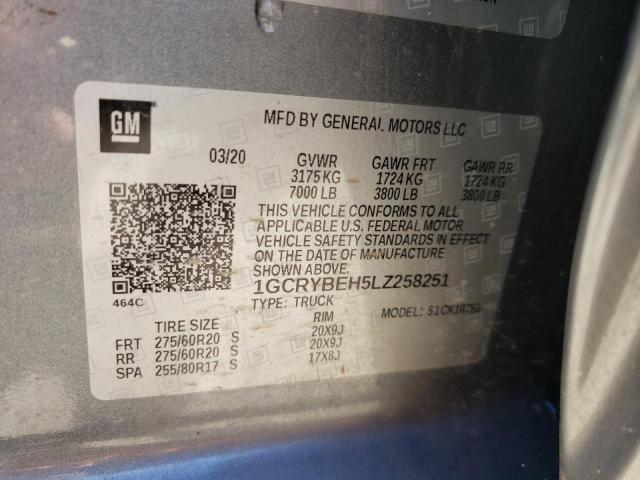 GM
MFD BY GENERAL MOTORS LLC
03/20 GVWR GAWR FRT GAWR RR
3175 KG 1724 KG 1724 KG
7000 LB 3800 LB 3800 LB
THIS VEHICLE CONFORMS TO ALL
APPLICABLE U.S. FEDERAL MOTOR
VEHICLE SAFETY STANDARDS IN EFFECT
ON THE DATE OF MANUFACTURE
SHOWN ABOVE.
1GCRYBEH5LZ258251
464C
TYPE: TRUCK MODEL:
TIRE SIZE RIM
FRT 275/60R20 S 20X9J
RR 275/60R20 S 20X9J
SPA 255/80R17 S 17X8J